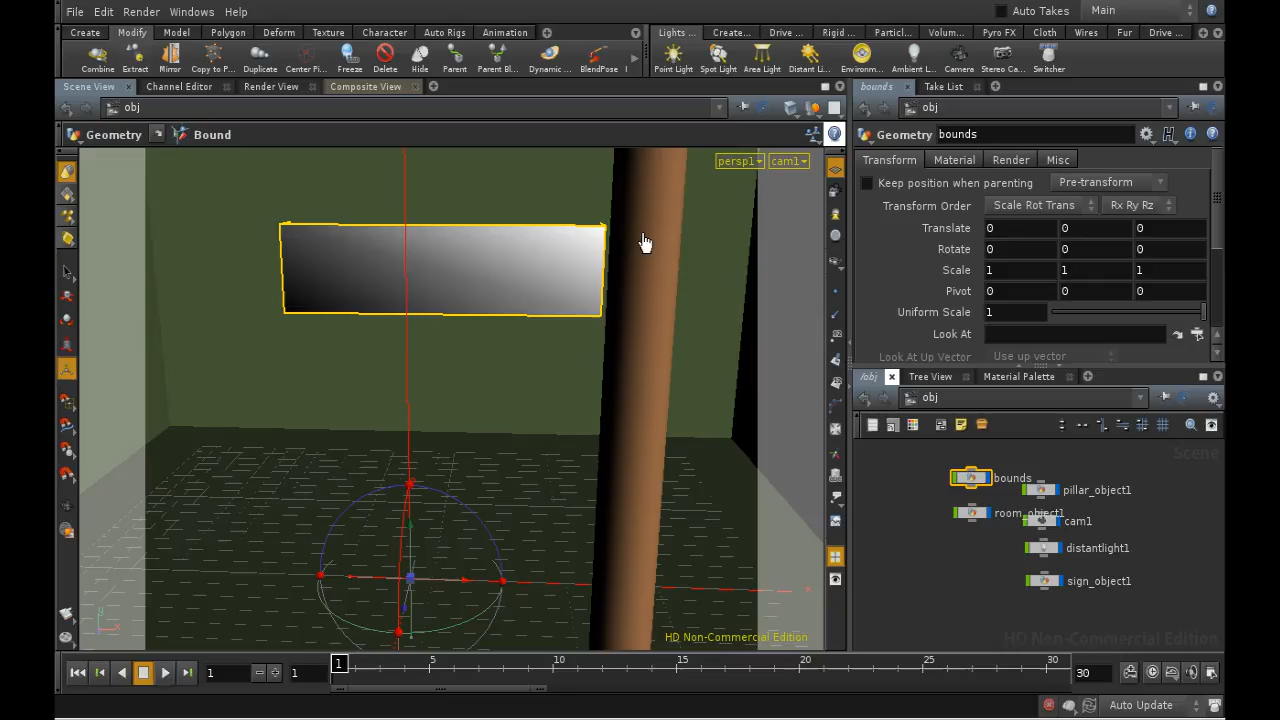 File Edit Render Windows Help Auto Takes Main
Create Modify Model Polygon Deform Texture Character Auto Rigs Animation
Lights ... Create... Drive ... Rigid ... Particl... Volum... Pyro FX Cloth Wires Fur Drive ...
Combine Extract Mirror Copy to P... Duplicate Center Pi... Freeze Delete Hide Parent Parent Bl... Dynamic ... BlendPose
Point Light Spot Light Area Light Distant Li... Environm... Ambient L... Camera Stereo Ca... Switcher
Scene View Channel Editor Render View Composite View
bounds Take List
obj
obj
Geometry Bound
Geometry bounds
persp1 cam1
Transform Material Render Misc
Keep position when parenting Pre-transform
Transform Order Scale Rot Trans Rx Ry Rz
Translate 0 0 0
Rotate 0 0 0
Scale 1 1 1
Pivot 0 0 0
Uniform Scale 1
Look At
Look At Up Vector Use up vector
/obj Tree View Material Palette
obj
Scene
bounds
pillar_object1
room_object1
cam1
distantlight1
sign_object1
HD Non-Commercial Edition
HD Non-Commercial Edition
1 1 1 5 10 15 20 25 30 30
Auto Update